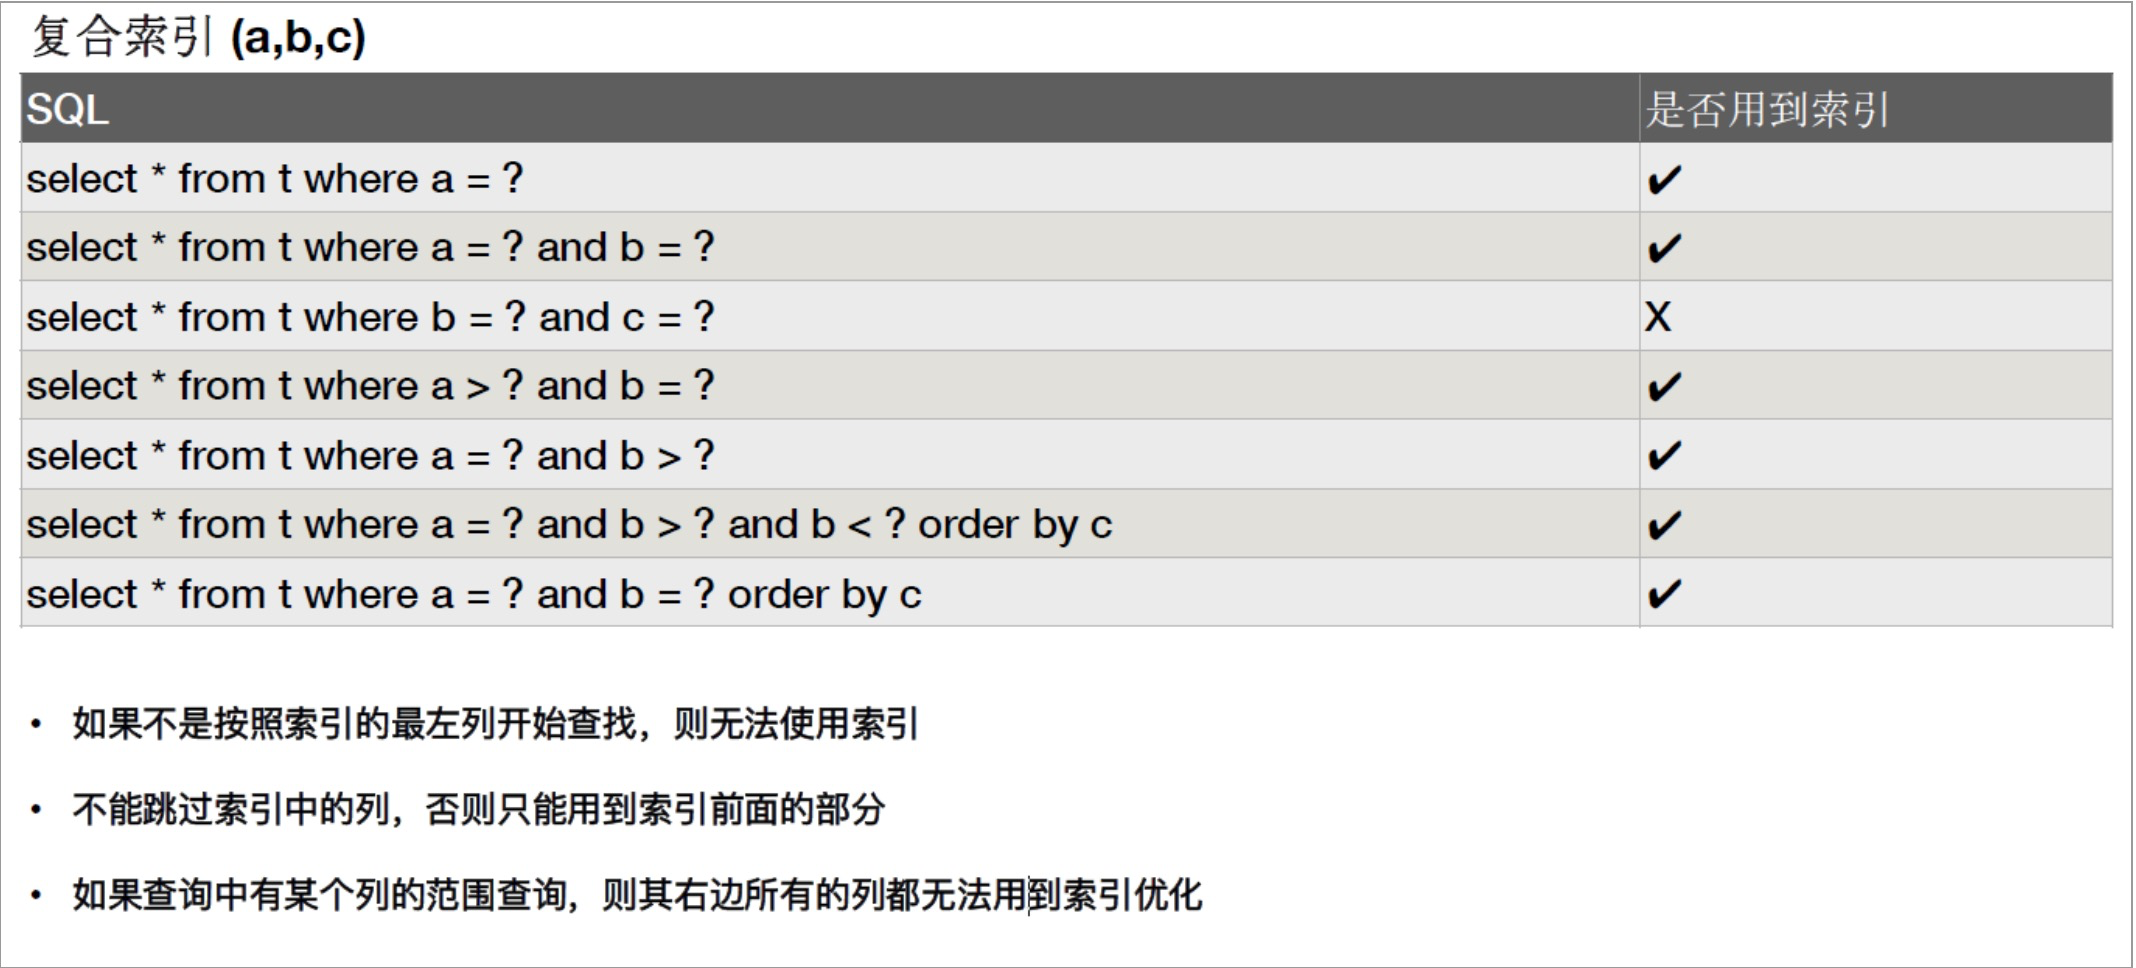 复合索引 (a,b,c)
SQL 是否用到索引
select * from t where a = ? ✔
select * from t where a = ? and b = ? ✔
select * from t where b = ? and c = ? X
select * from t where a > ? and b = ? ✔
select * from t where a = ? and b > ? ✔
select * from t where a = ? and b > ? and b < ? order by c ✔
select * from t where a = ? and b = ? order by c ✔
• 如果不是按照索引的最左列开始查找，则无法使用索引
• 不能跳过索引中的列，否则只能用到索引前面的部分
• 如果查询中有某个列的范围查询，则其右边所有的列都无法用到索引优化